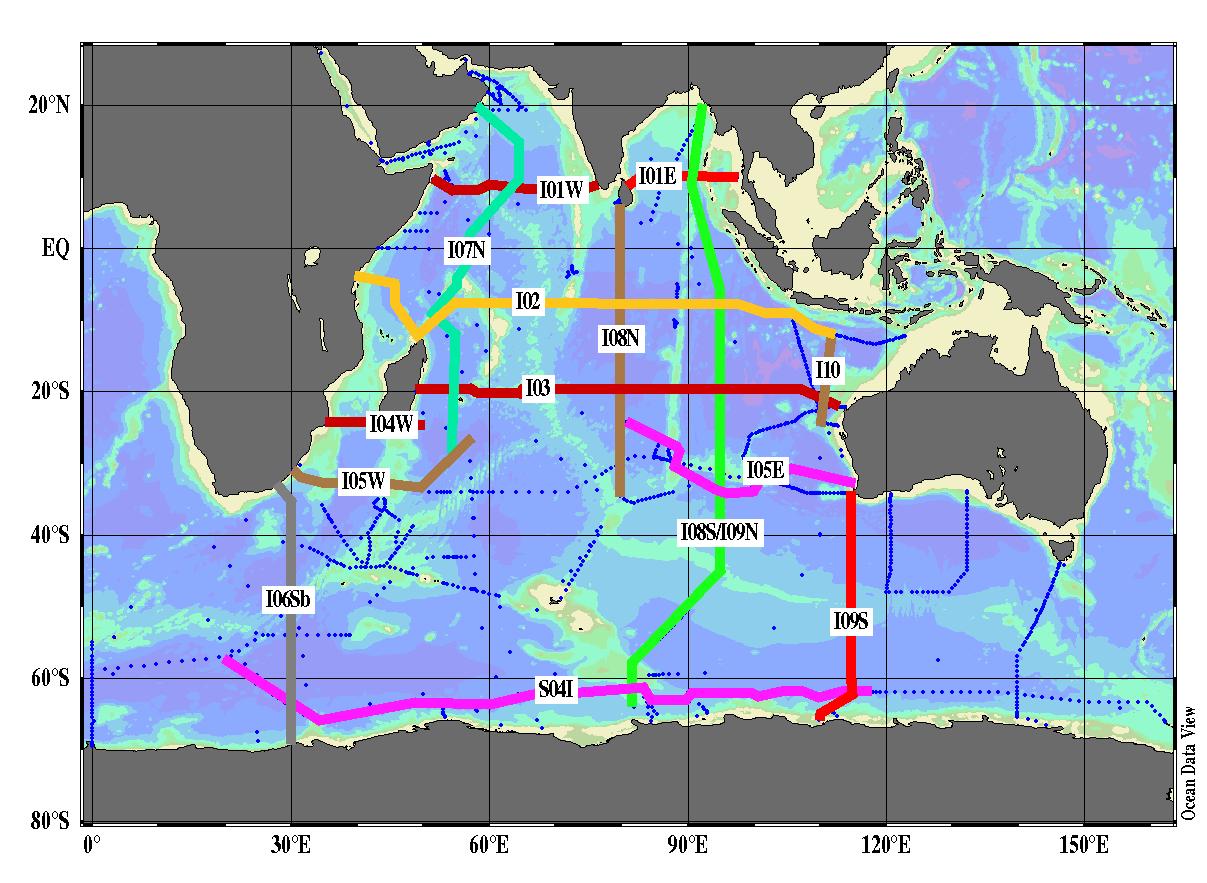 20°N
I01W
I01E
EQ
I07N
I02
I08N
I10
20°S
I03
I04W
I05W
I05E
I08S/I09N
40°S
I06Sb
I09S
60°S
S04I
80°S
0°
30°E
60°E
90°E
120°E
150°E
Ocean Data View